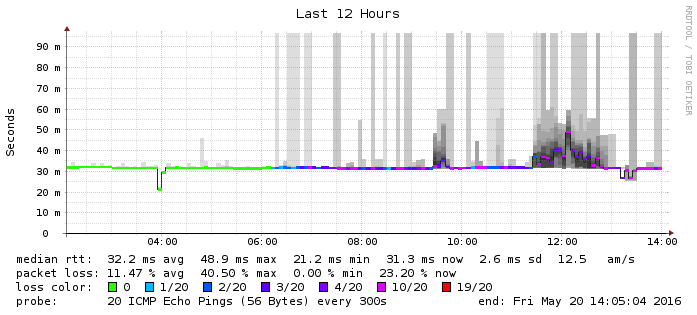 Last 12 Hours
RRDTOOL / TOBI OETIKER
Seconds
90 m
80 m
70 m
60 m
50 m
40 m
30 m
20 m
10 m
0
04:00 06:00 08:00 10:00 12:00 14:00
median rtt: 32.2 ms avg 48.9 ms max 21.2 ms min 31.3 ms now 2.6 ms sd 12.5 am/s
packet loss: 11.47 % avg 40.50 % max 0.00 % min 23.20 % now
loss color: 0 1/20 2/20 3/20 4/20 10/20 19/20
probe: 20 ICMP Echo Pings (56 Bytes) every 300s end: Fri May 20 14:05:04 2016